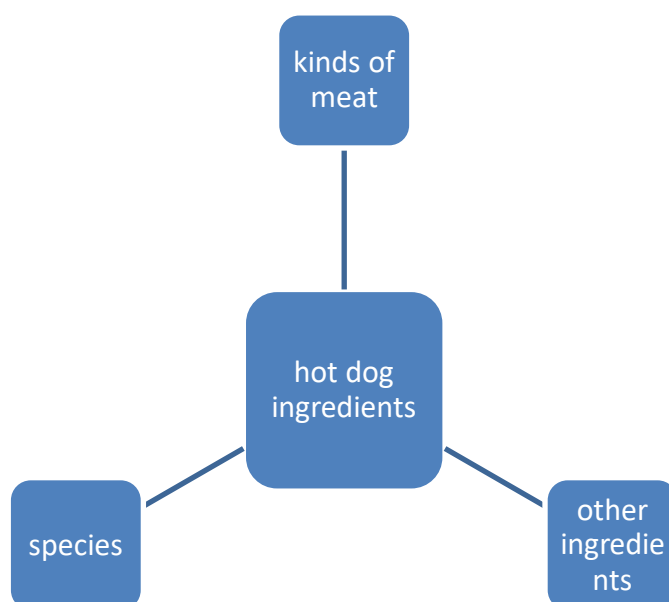 kinds of
meat
hot dog
ingredients
species
other
ingredie
nts